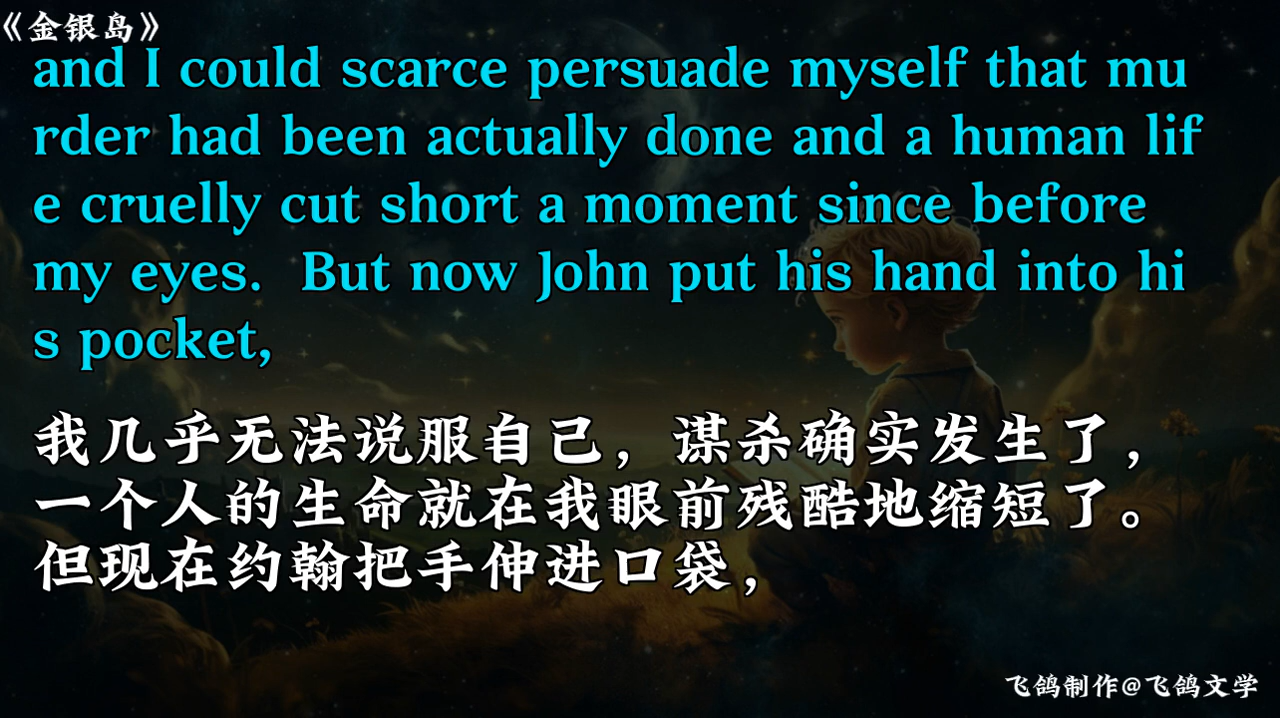 《金银岛》
and I could scarce persuade myself that mu
rder had been actually done and a human lif
e cruelly cut short a moment since before
my eyes.  But now John put his hand into hi
s pocket,
我几乎无法说服自己，谋杀确实发生了，
一个人的生命就在我眼前残酷地缩短了。
但现在约翰把手伸进口袋，
飞鸽制作@飞鸽文学